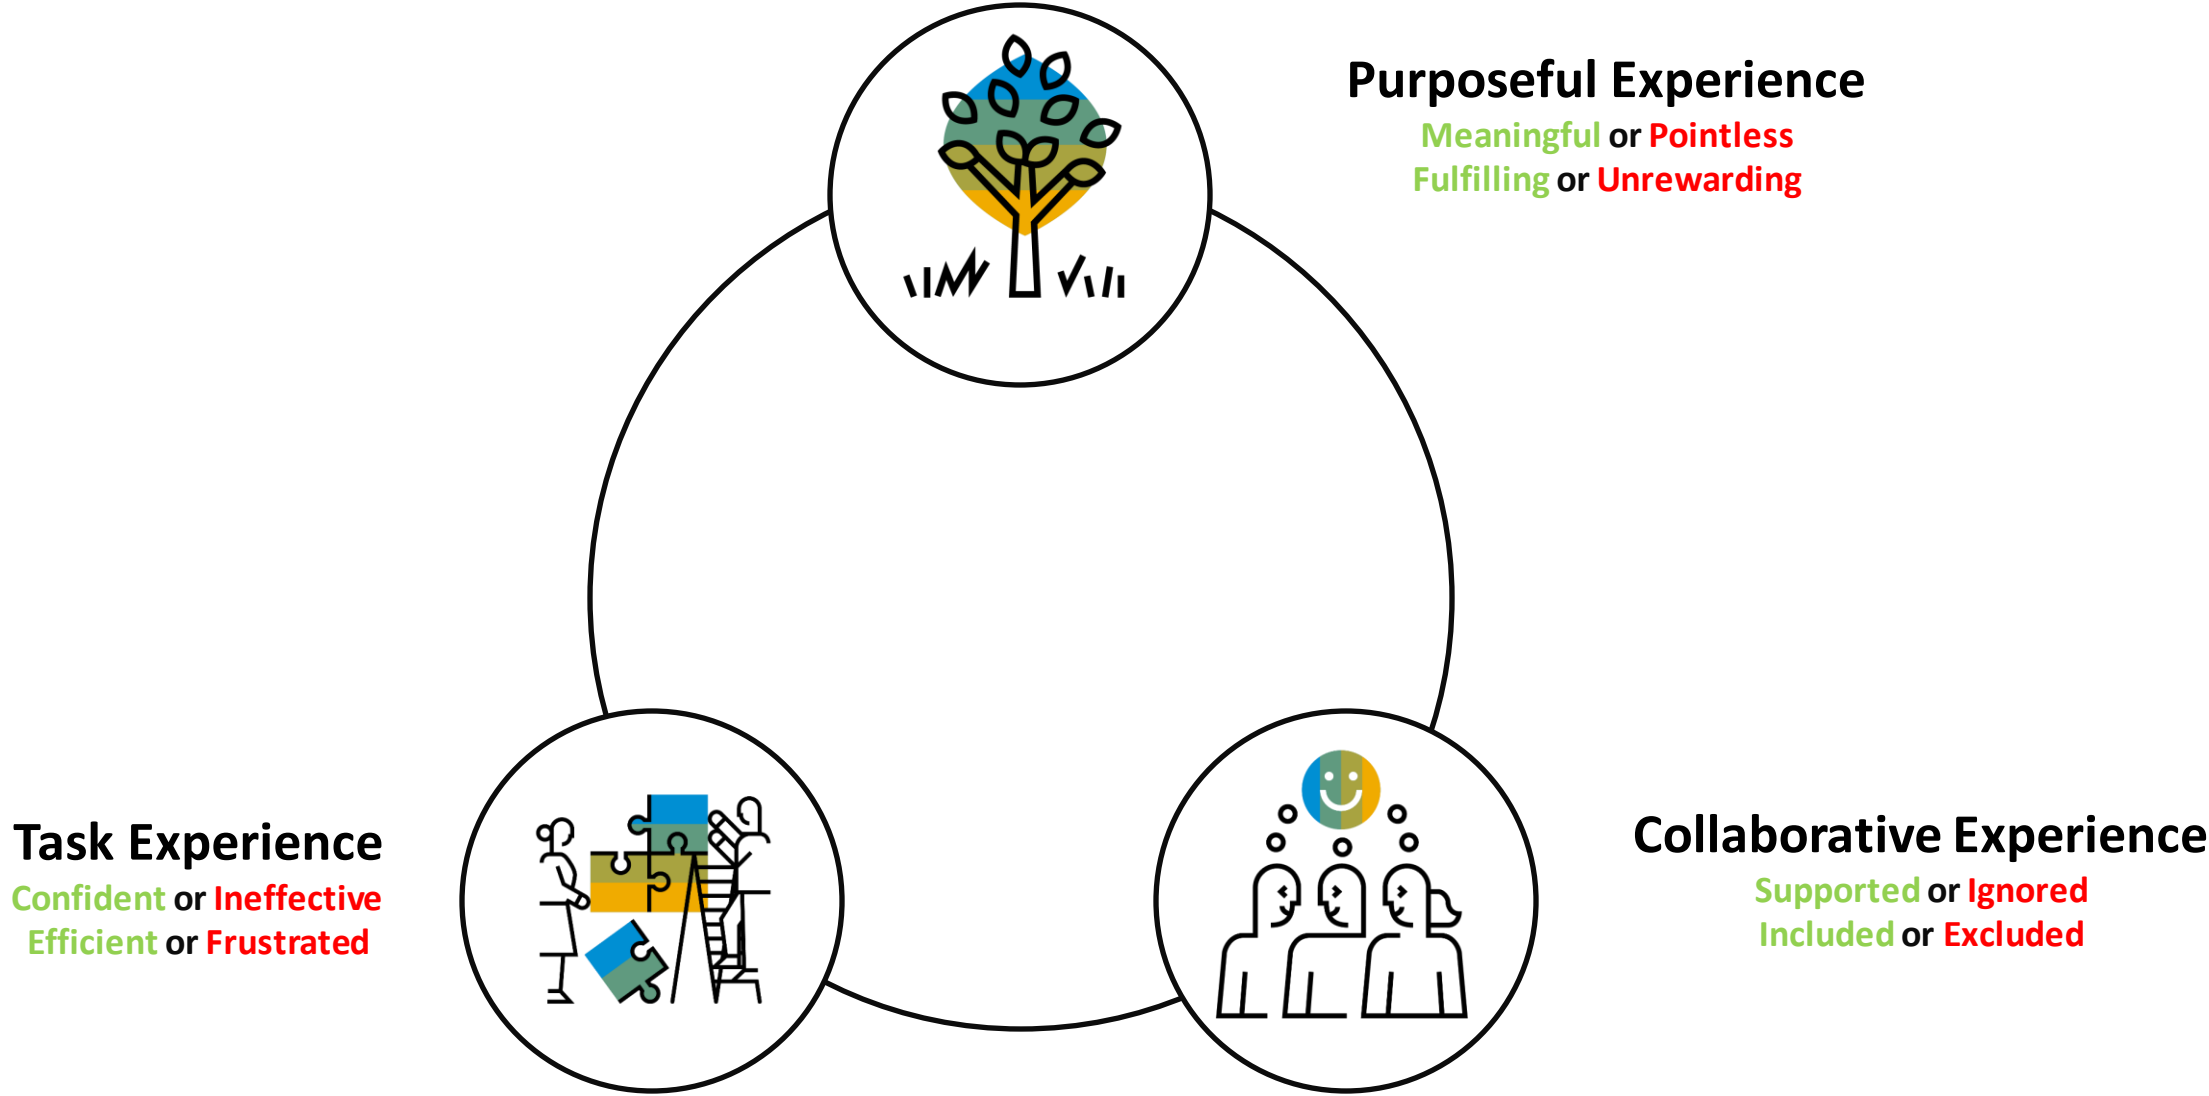 Purposeful Experience
Meaningful or Pointless
Fulfilling or Unrewarding
Task Experience
Confident or Ineffective
Efficient or Frustrated
Collaborative Experience
Supported or Ignored
Included or Excluded